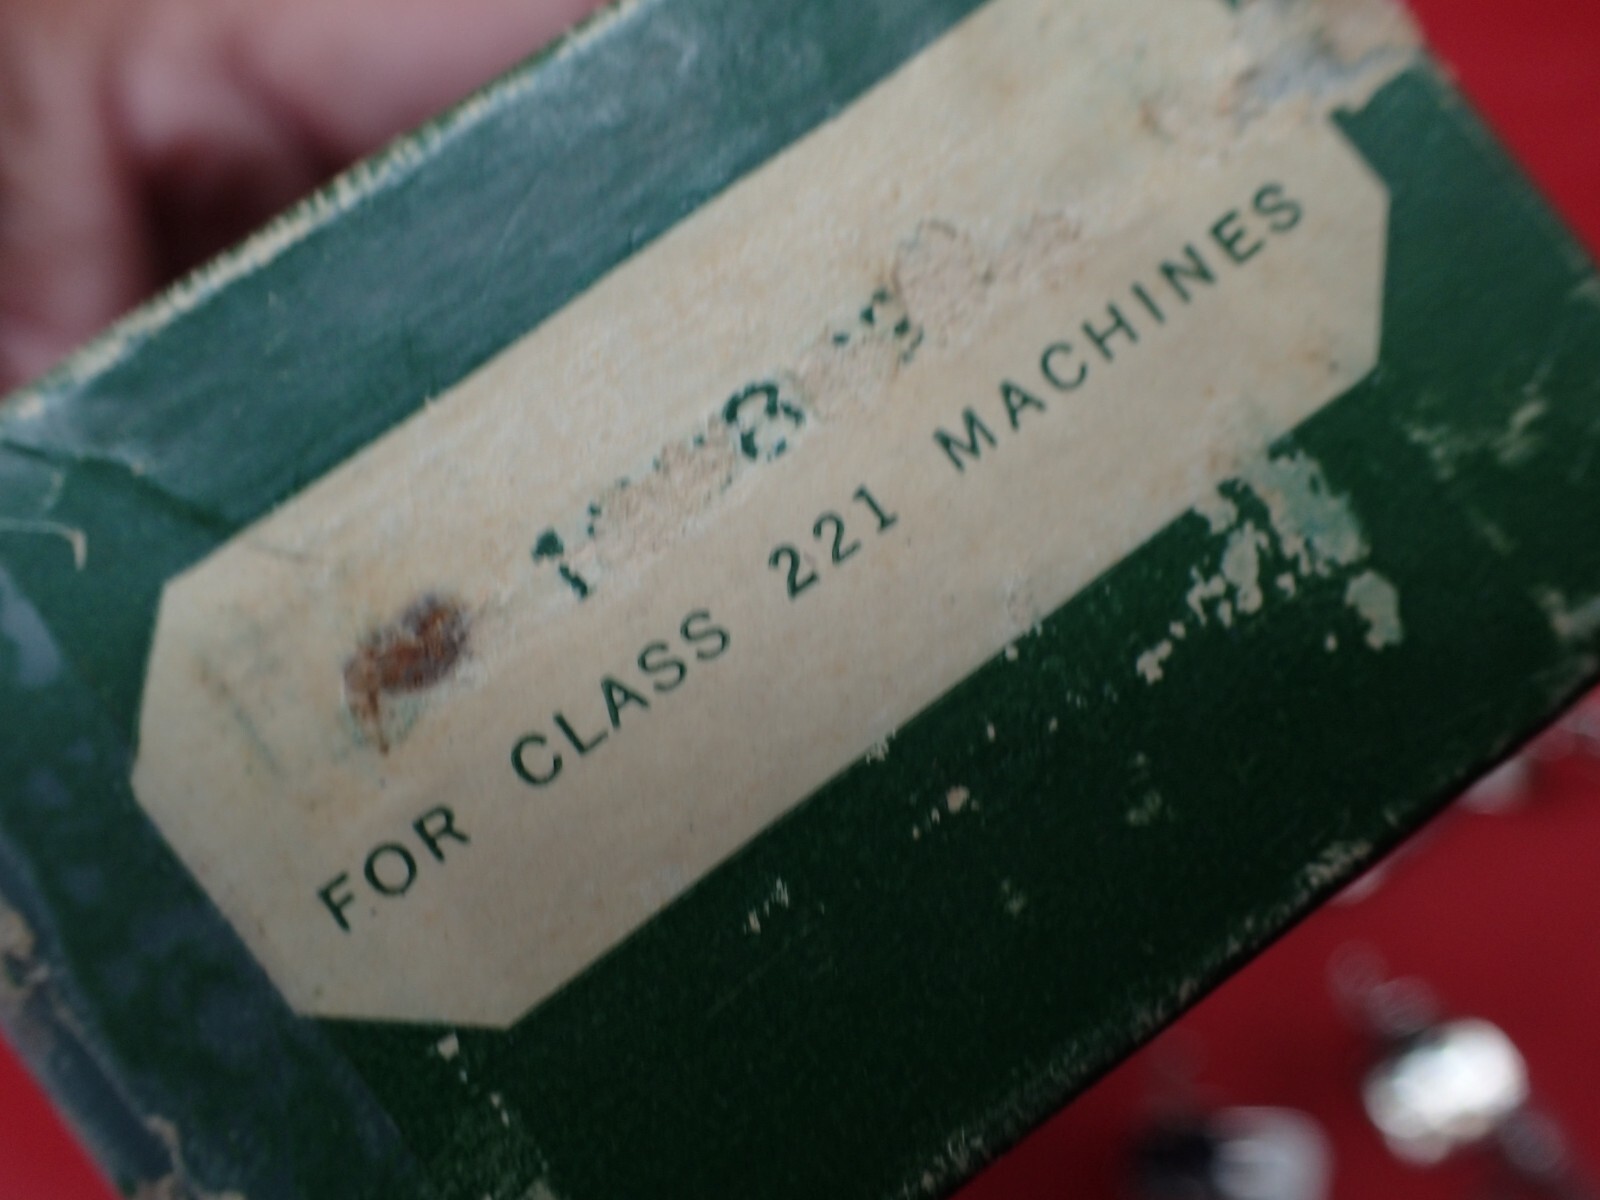 FOR CLASS 221 MACHINES